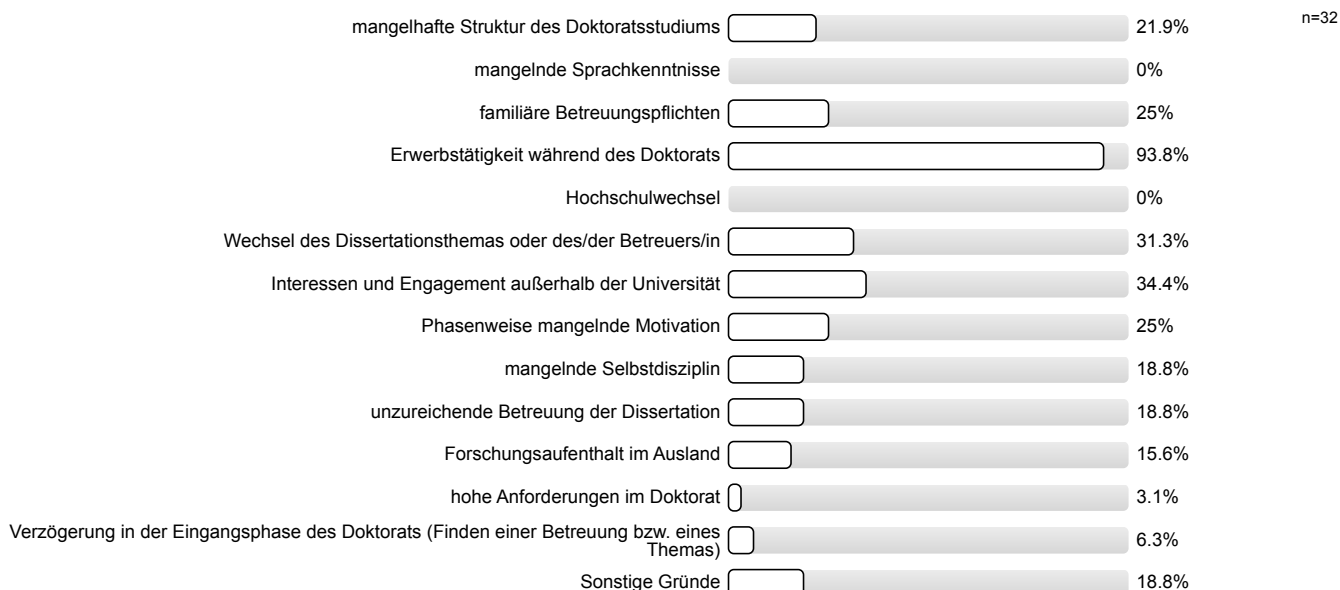 n=32
mangelhafte Struktur des Doktoratsstudiums 21.9%
mangelnde Sprachkenntnisse 0%
familiäre Betreuungspflichten 25%
Erwerbstätigkeit während des Doktorats 93.8%
Hochschulwechsel 0%
Wechsel des Dissertationsthemas oder des/der Betreuers/in 31.3%
Interessen und Engagement außerhalb der Universität 34.4%
Phasenweise mangelnde Motivation 25%
mangelnde Selbstdisziplin 18.8%
unzureichende Betreuung der Dissertation 18.8%
Forschungsaufenthalt im Ausland 15.6%
hohe Anforderungen im Doktorat 3.1%
Verzögerung in der Eingangsphase des Doktorats (Finden einer Betreuung bzw. eines
Themas) 6.3%
Sonstige Gründe 18.8%